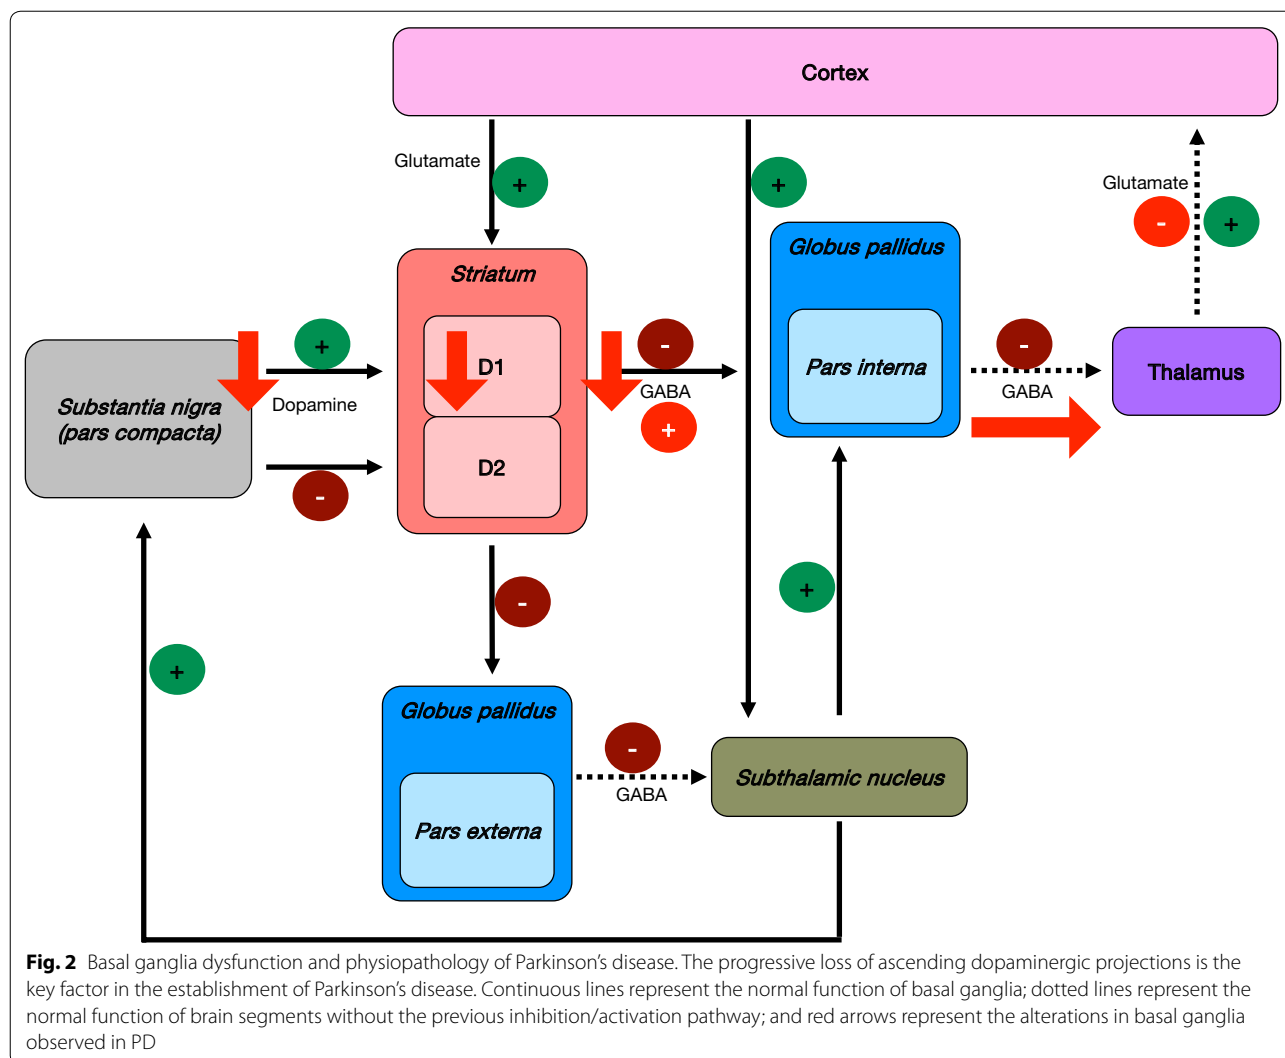 Cortex
Glutamate
+
+
Glutamate
-
+
Globus pallidus
Striatum
+
-
-
D1
Pars interna
Thalamus
GABA
GABA
Dopamine
Substantia nigra
(pars compacta)
+
D2
-
+
-
+
Globus pallidus
-
Subthalamic nucleus
GABA
Pars externa
Fig. 2 Basal ganglia dysfunction and physiopathology of Parkinson’s disease. The progressive loss of ascending dopaminergic projections is the
key factor in the establishment of Parkinson’s disease. Continuous lines represent the normal function of basal ganglia; dotted lines represent the
normal function of brain segments without the previous inhibition/activation pathway; and red arrows represent the alterations in basal ganglia
observed in PD